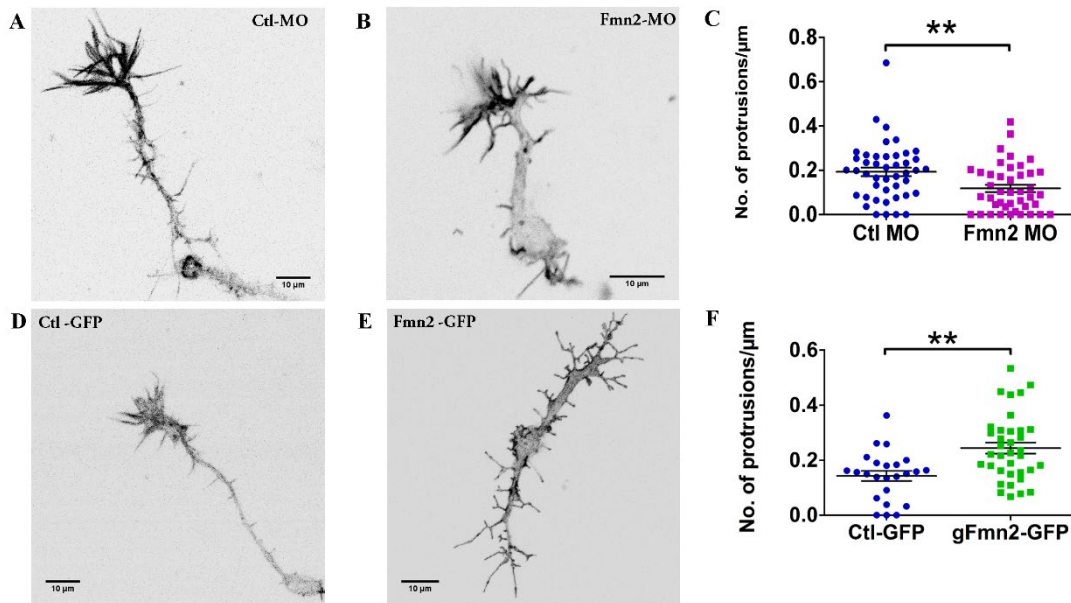 A
Ctl-MO
10 µm
B
Fmn2-MO
10 µm
C
No. of protrusions/µm
**
0.8
0.6
0.4
0.2
0.0
Ctl MO Fmn2 MO
D
Ctl -GFP
10 µm
E
Fmn2 -GFP
10 µm
F
No. of protrusions/µm
**
0.6
0.4
0.2
0.0
Ctl-GFP gFmn2-GFP